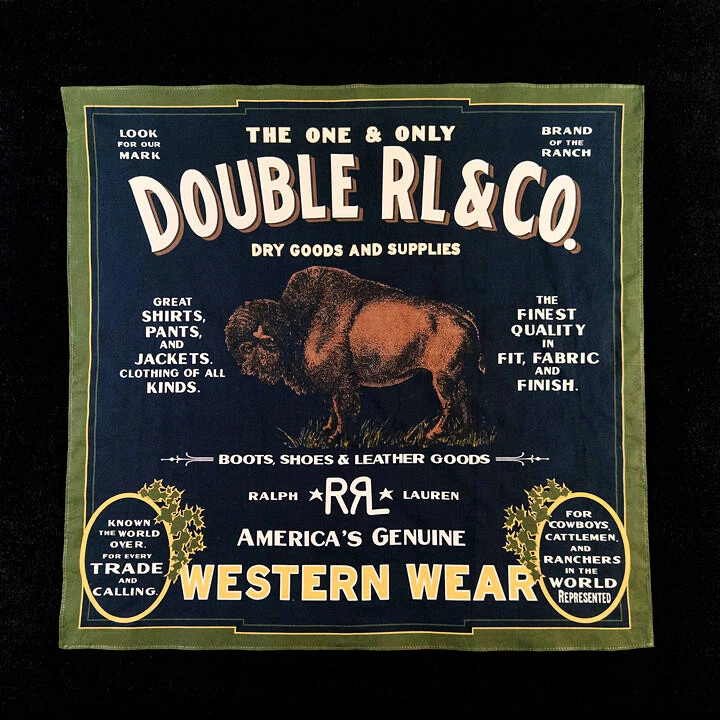 LOOK
FOR OUR
MARK
THE ONE & ONLY
BRAND
OF THE
RANCH
DOUBLE RL & CO.
DRY GOODS AND SUPPLIES
GREAT
SHIRTS,
PANTS,
AND
JACKETS.
CLOTHING OF ALL
KINDS.
THE
FINEST
QUALITY
IN
FIT, FABRIC
AND
FINISH.
BOOTS, SHOES & LEATHER GOODS
RALPH ★RRL★ LAUREN
AMERICA'S GENUINE
WESTERN WEAR
KNOWN
THE WORLD
OVER.
FOR EVERY
TRADE
AND
CALLING.
FOR
COWBOYS,
CATTLEMEN,
AND
RANCHERS
IN THE
WORLD
REPRESENTED